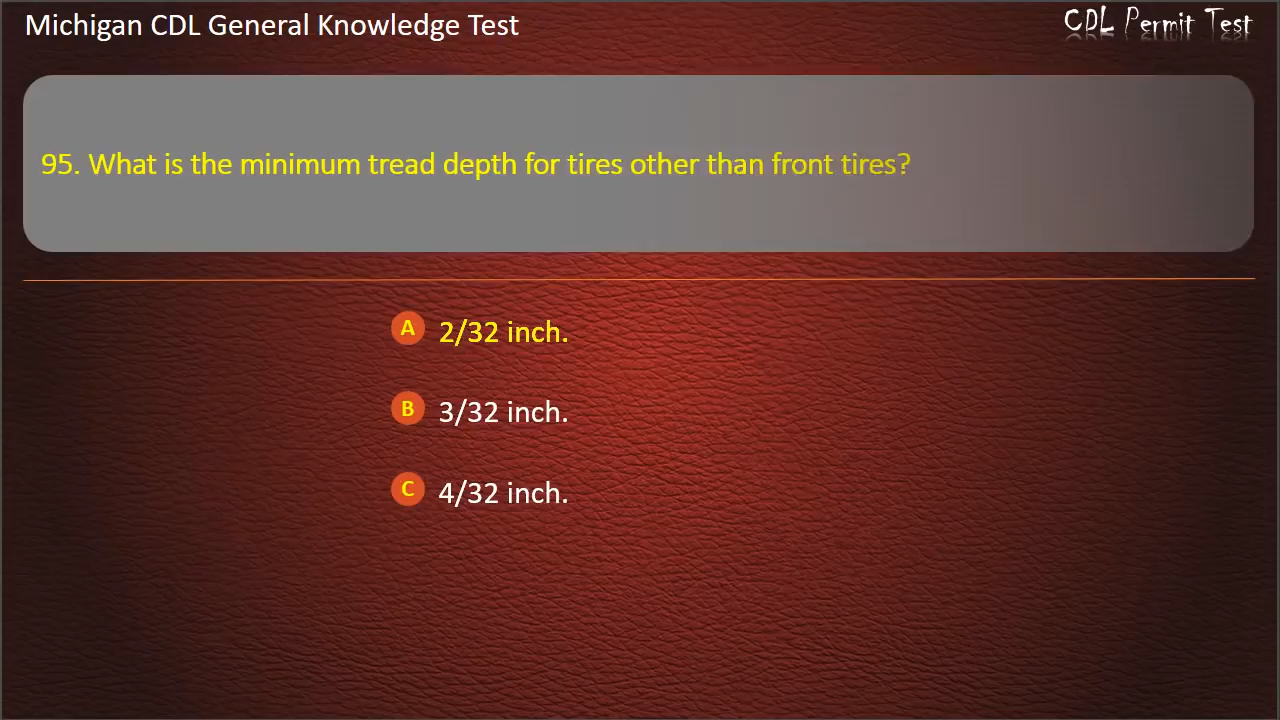 Michigan CDL General Knowledge Test
CDL Permit Test
95. What is the minimum tread depth for tires other than front tires?
A 2/32 inch.
B 3/32 inch.
C 4/32 inch.